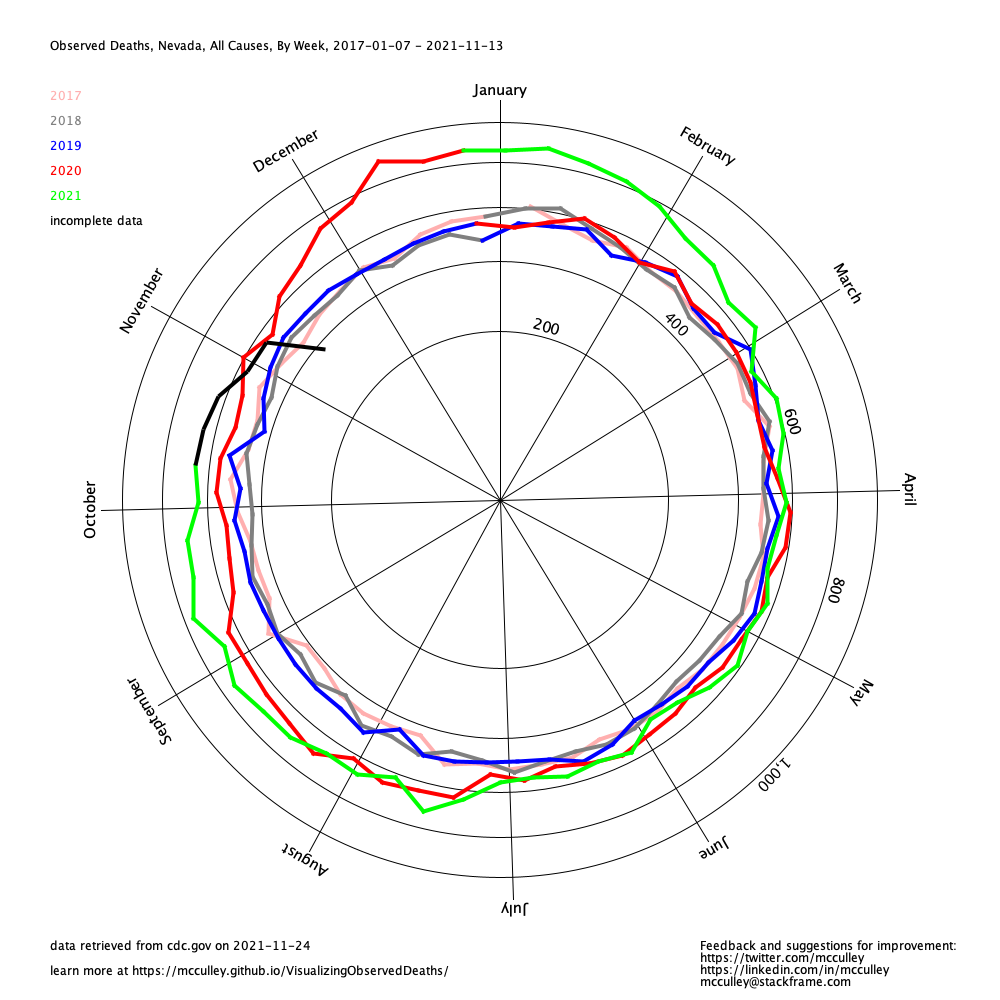 Observed Deaths, Nevada, All Causes, By Week, 2017-01-07 - 2021-11-13
January
2017
2018
2019
2020
2021
incomplete data
December
February
November
March
200
400
600
October
April
800
September
May
1,000
August
June
July
data retrieved from cdc.gov on 2021-11-24
learn more at https://mcculley.github.io/VisualizingObservedDeaths/
Feedback and suggestions for improvement:
https://twitter.com/mcculley
https://linkedin.com/in/mcculley
mcculley@stackframe.com